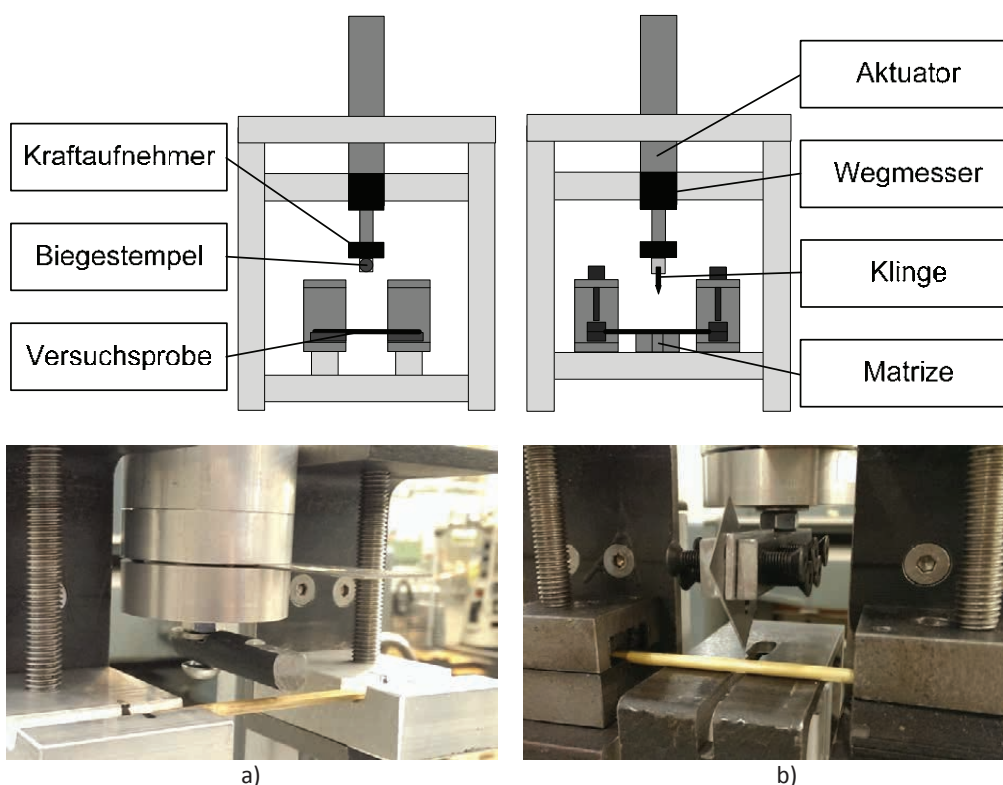 Kraftaufnehmer
Biegestempel
Versuchsprobe
Aktuator
Wegmesser
Klinge
Matrize
a)
b)